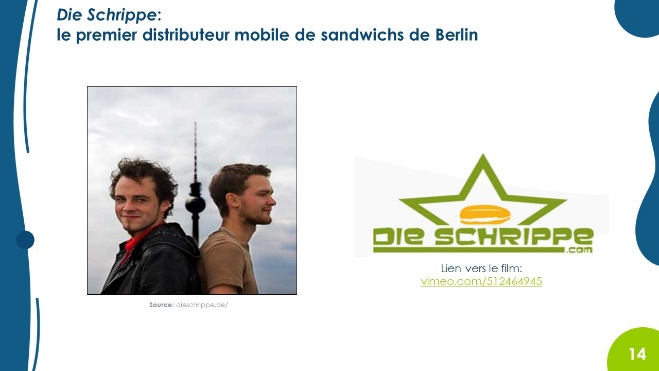 Die Schrippe:
le premier distributeur mobile de sandwichs de Berlin
DIE SCHRIPPE
.com
Lien vers le film:
vimeo.com/512464945
Source: dieschrippe.de/
14